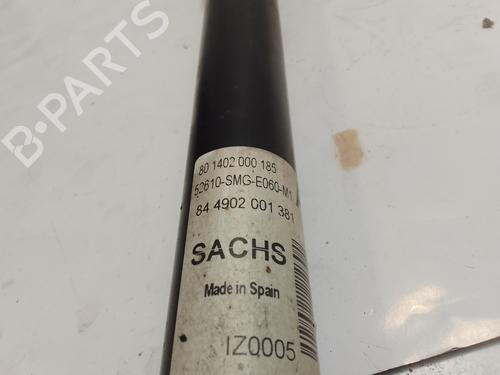 B-PARTS
80 1402 000 185
52610-SMG-E060-M1
84 4902 001 381
SACHS
Made in Spain
IZ0005